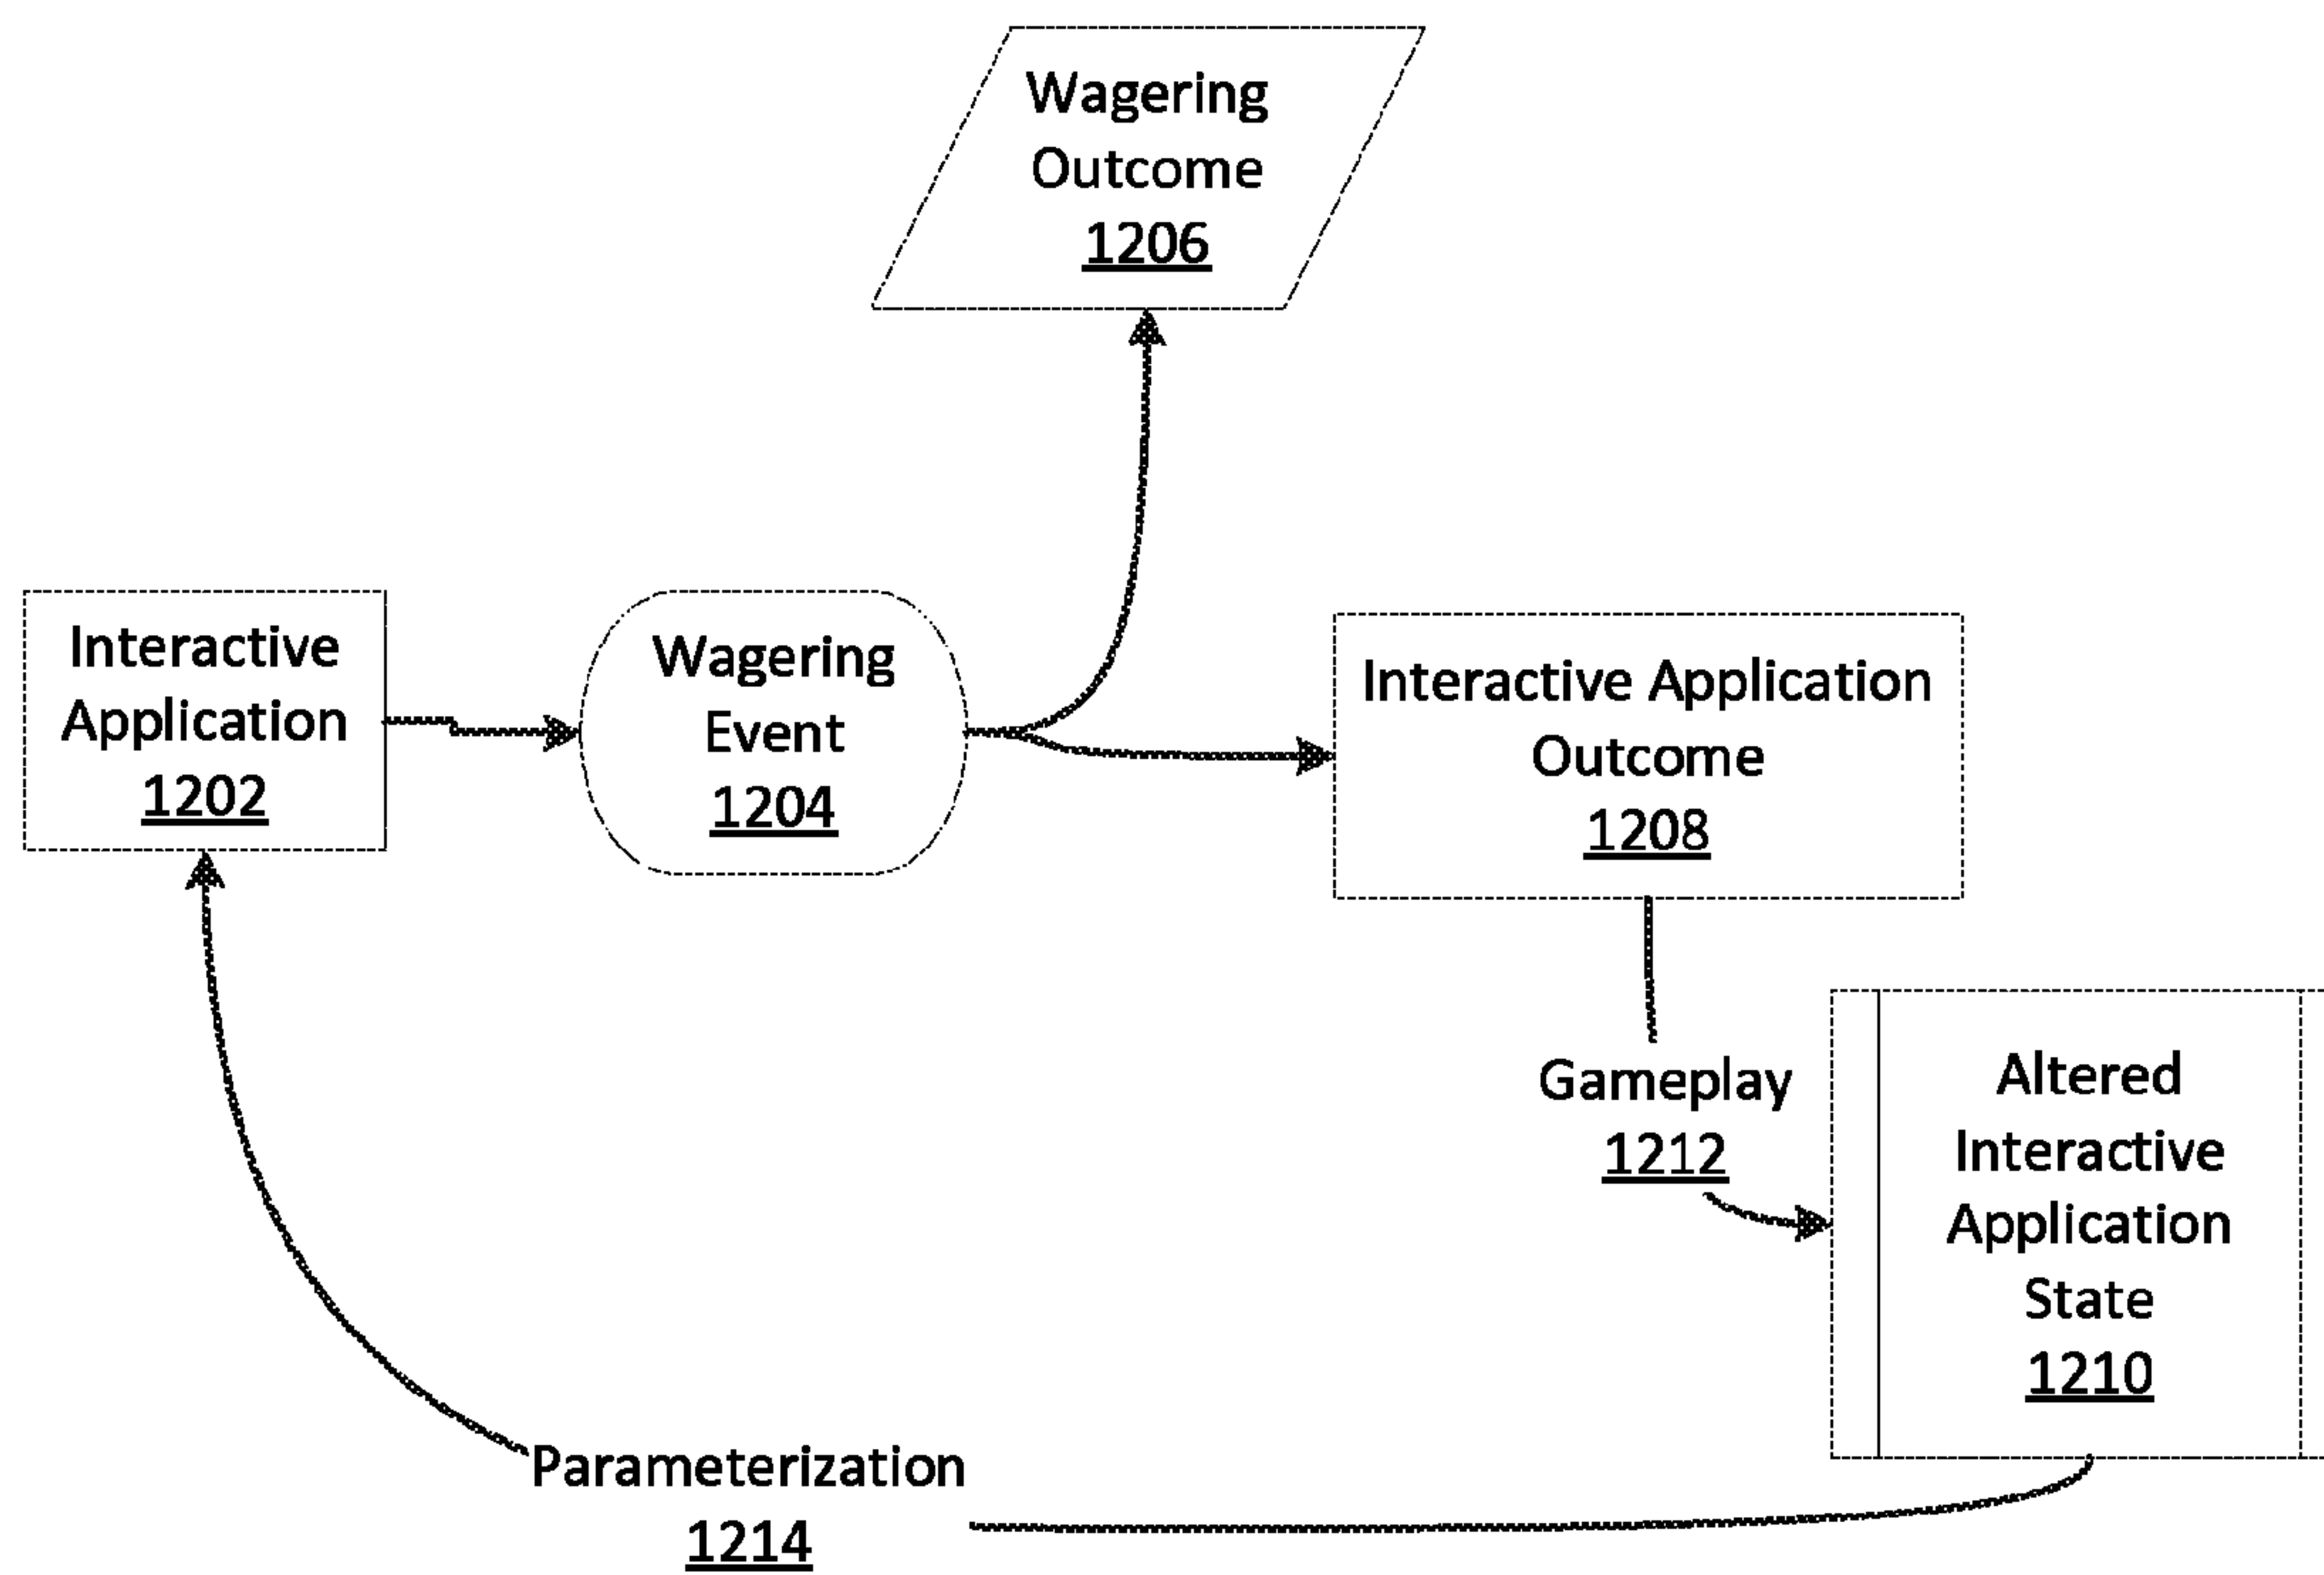 Wagering
Outcome
1206
Interactive
Application
1202
Wagering
Event
1204
Interactive Application
Outcome
1208
Gameplay
1212
Altered
Interactive
Application
State
1210
Parameterization
1214